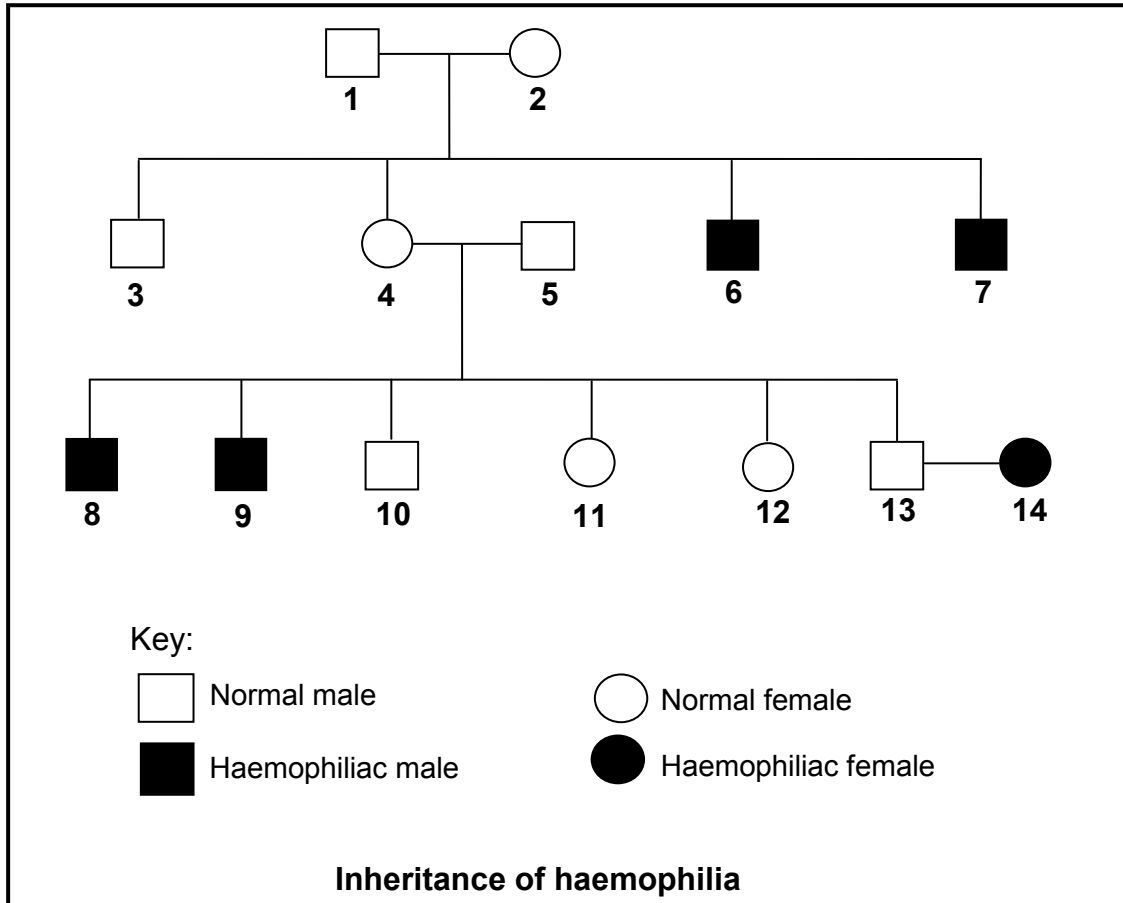 1 2
3 4 5 6 7
8 9 10 11 12 13 14
Key:
Normal male Normal female
Haemophiliac male Haemophiliac female
Inheritance of haemophilia